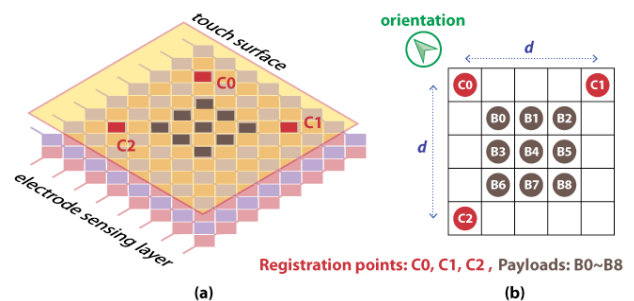 (a)
touch surface
C0
C1
C2
electrode sensing layer
orientation
d
C0
C1
d
B0 B1 B2
B3 B4 B5
B6 B7 B8
C2
Registration points: C0, C1, C2 , Payloads: B0~B8
(a)
(b)